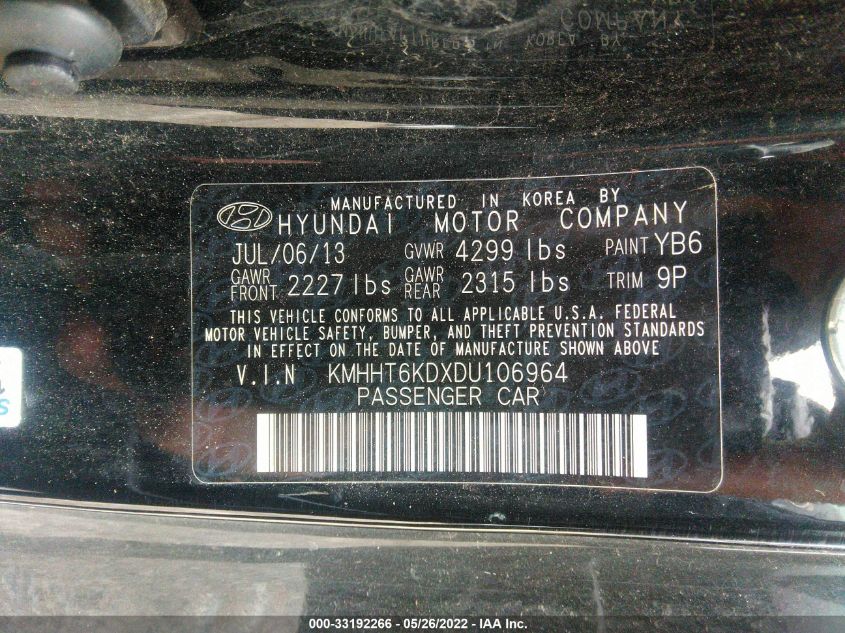 COMPANY
KOREA BY
MANUFACTURED IN KOREA BY
HYUNDAI MOTOR COMPANY
JUL/06/13 GVWR 4299 lbs PAINT YB6
GAWR FRONT 2227 lbs GAWR REAR 2315 lbs TRIM 9P
THIS VEHICLE CONFORMS TO ALL APPLICABLE U.S.A. FEDERAL
MOTOR VEHICLE SAFETY, BUMPER, AND THEFT PREVENTION STANDARDS
IN EFFECT ON THE DATE OF MANUFACTURE SHOWN ABOVE
V.I.N KMHHT6KDXDU106964
PASSENGER CAR
000-33192266 - 05/26/2022 - IAA Inc.